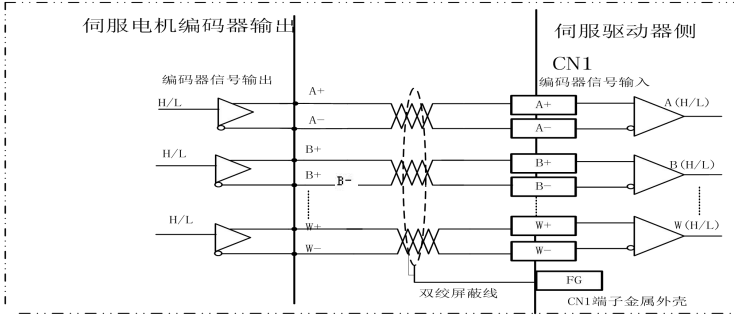 伺服电机编码器输出
伺服驱动器侧
CN1
编码器信号输出
编码器信号输入
H/L
A+
A+
A(H/L)
A−
A−
H/L
B+
B+
B(H/L)
B+
B−
B−
H/L
W+
W+
W(H/L)
W−
W−
双绞屏蔽线
FG
CN1端子金属外壳